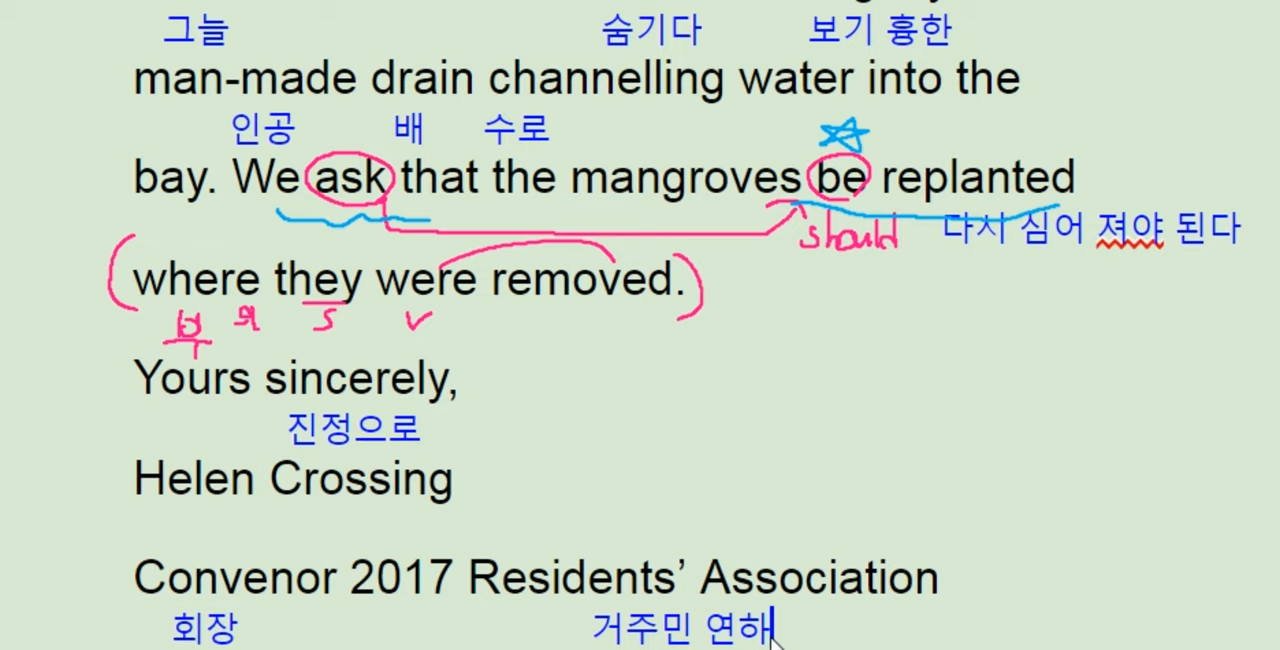 그늘 숨기다 보기 흉한
man-made drain channelling water into the
인공 배 수로
bay. We ask that the mangroves be replanted
should 다시 심어 져야 된다
where they were removed.
S V
Yours sincerely,
진정으로
Helen Crossing
Convenor 2017 Residents’ Association
회장 거주민 연하